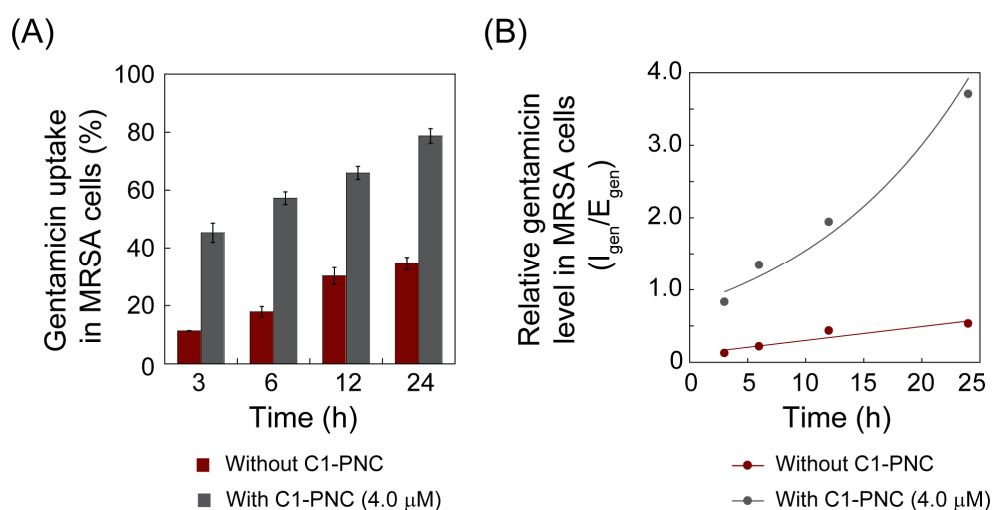 (A)
Gentamicin uptake
in MRSA cells (%)
100
80
60
40
20
0
3 6 12 24
Time (h)
Without C1-PNC
With C1-PNC (4.0 μM)
(B)
Relative gentamicin
level in MRSA cells
(Igen/Egen)
4.0
3.0
2.0
1.0
0
0 5 10 15 20 25
Time (h)
Without C1-PNC
With C1-PNC (4.0 μM)